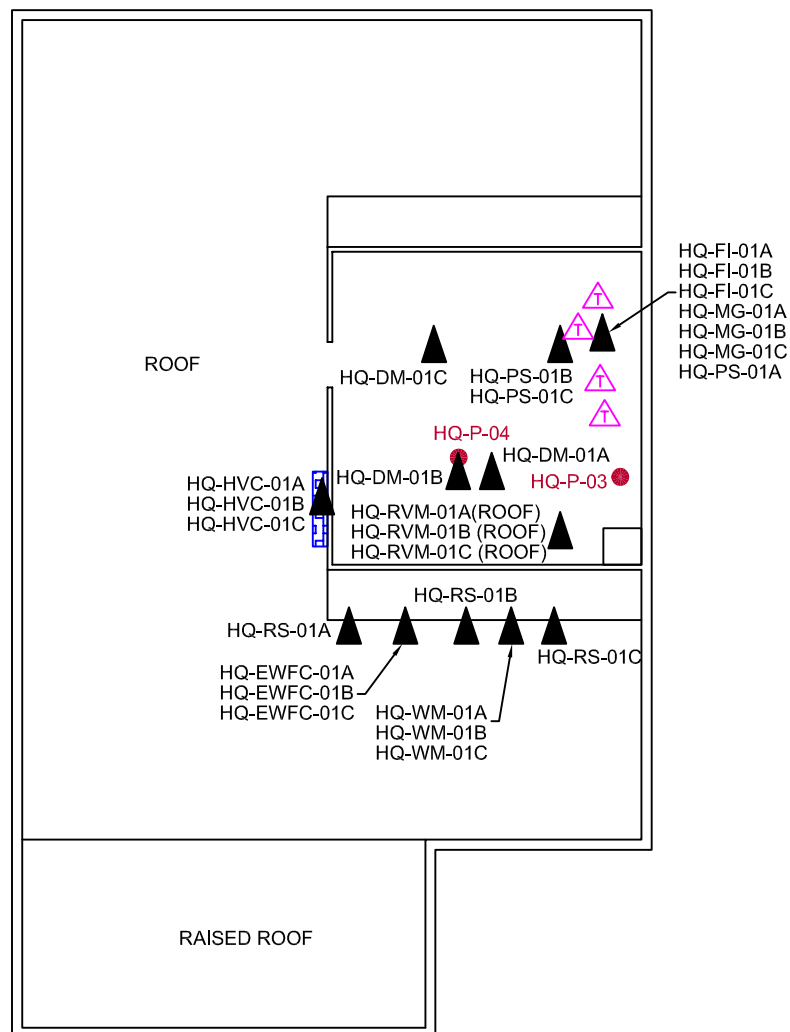 HQ-FI-01A
HQ-FI-01B
HQ-FI-01C
HQ-MG-01A
HQ-MG-01B
HQ-MG-01C
HQ-PS-01A
T
T
T
T
ROOF
HQ-DM-01C
HQ-PS-01B
HQ-PS-01C
HQ-P-04
HQ-DM-01A
HQ-DM-01B
HQ-P-03
HQ-HVC-01A
HQ-HVC-01B
HQ-HVC-01C
HQ-RVM-01A(ROOF)
HQ-RVM-01B (ROOF)
HQ-RVM-01C (ROOF)
HQ-RS-01B
HQ-RS-01A
HQ-RS-01C
HQ-EWFC-01A
HQ-EWFC-01B
HQ-EWFC-01C
HQ-WM-01A
HQ-WM-01B
HQ-WM-01C
RAISED ROOF